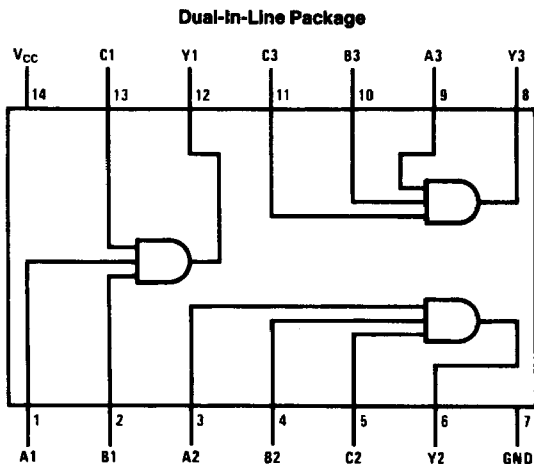 Dual-In-Line Package
VCC C1 Y1 C3 B3 A3 Y3
14 13 12 11 10 9 8
1 2 3 4 5 6 7
A1 B1 A2 B2 C2 Y2 GND